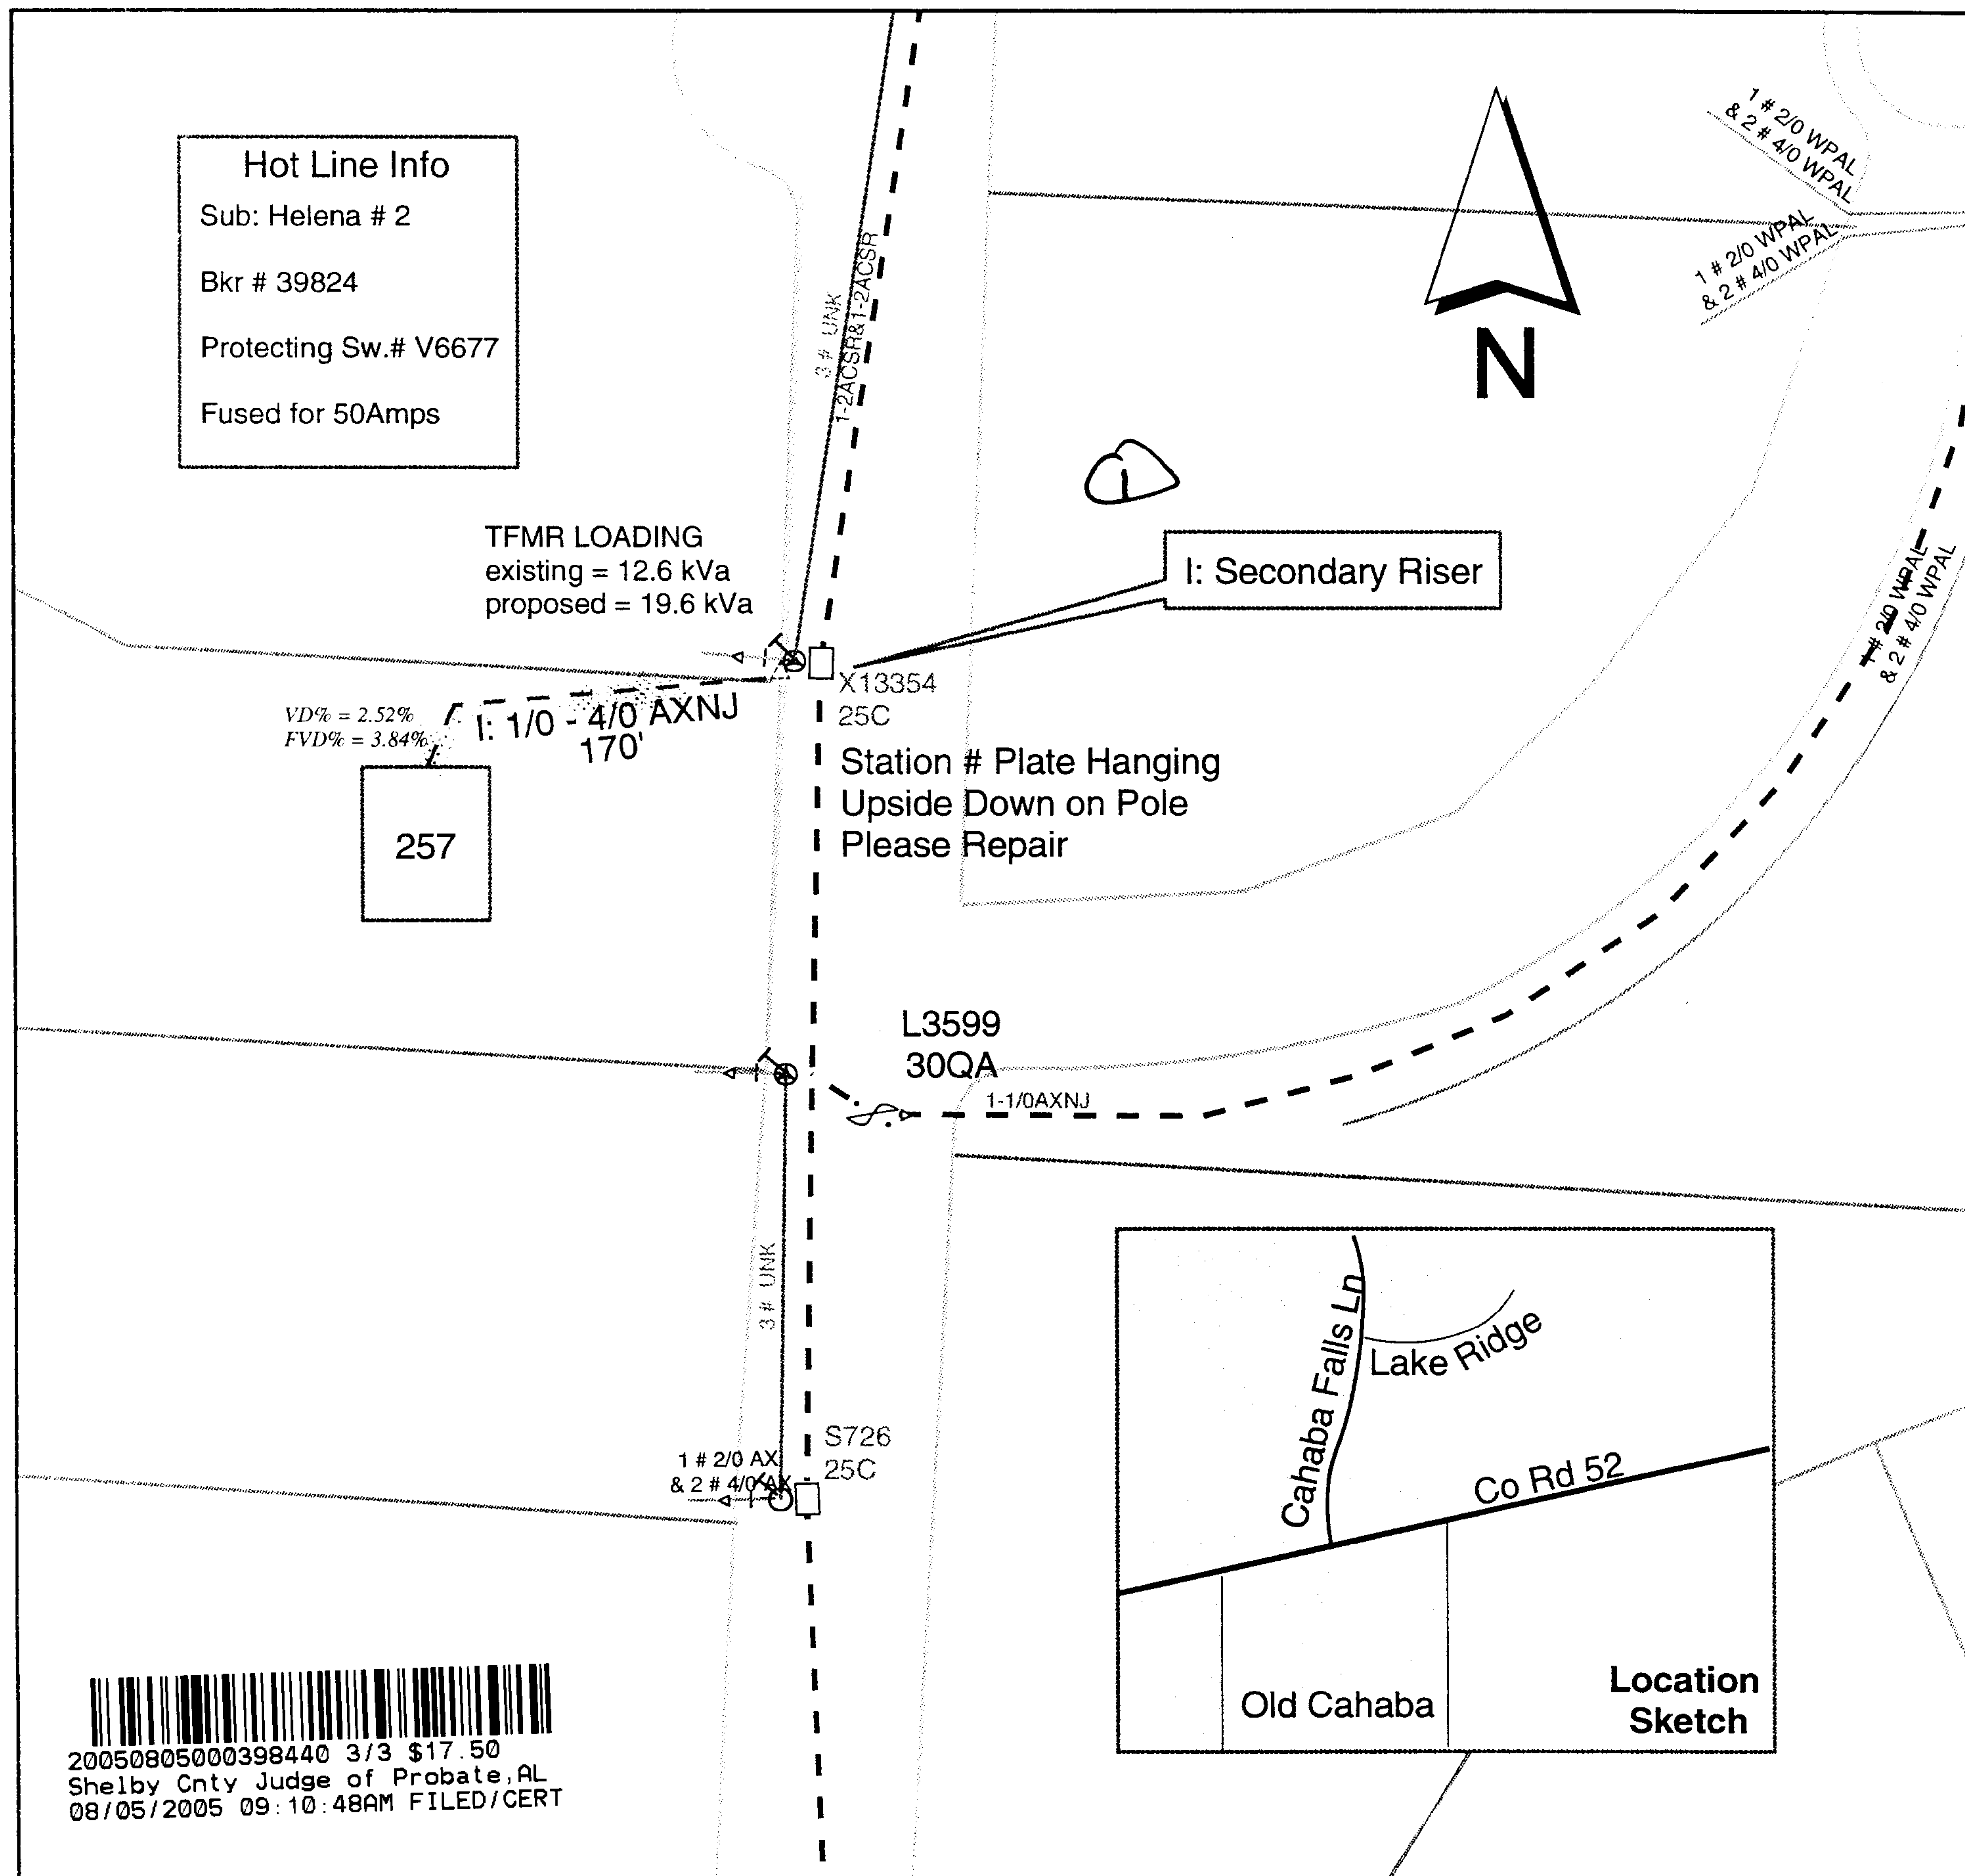 Hot Line Info
Sub: Helena # 2
Bkr # 39824
Protecting Sw.# V6677
Fused for 50Amps
1 # 2/0 WPAL
& 2 # 4/0 WPAL
1 # 2/0 WPAL
& 2 # 4/0 WPAL
N
3 # UNK
1-2ACSR&1-2ACSR
1
TFMR LOADING
existing = 12.6 kVa
proposed = 19.6 kVa
I: Secondary Riser
1 # 2/0 WPAL
& 2 # 4/0 WPAL
X13354
25C
VD% = 2.52%
FVD% = 3.84%
I: 1/0 - 4/0 AXNJ
170'
Station # Plate Hanging
Upside Down on Pole
Please Repair
257
L3599
30QA
1-1/0AXNJ
3 # UNK
S726
25C
1 # 2/0 AX
& 2 # 4/0 AX
Cahaba Falls Ln
Lake Ridge
Co Rd 52
Old Cahaba
Location
Sketch
20050805000398440 3/3 $17.50
Shelby Cnty Judge of Probate,AL
08/05/2005 09:10:48AM FILED/CERT